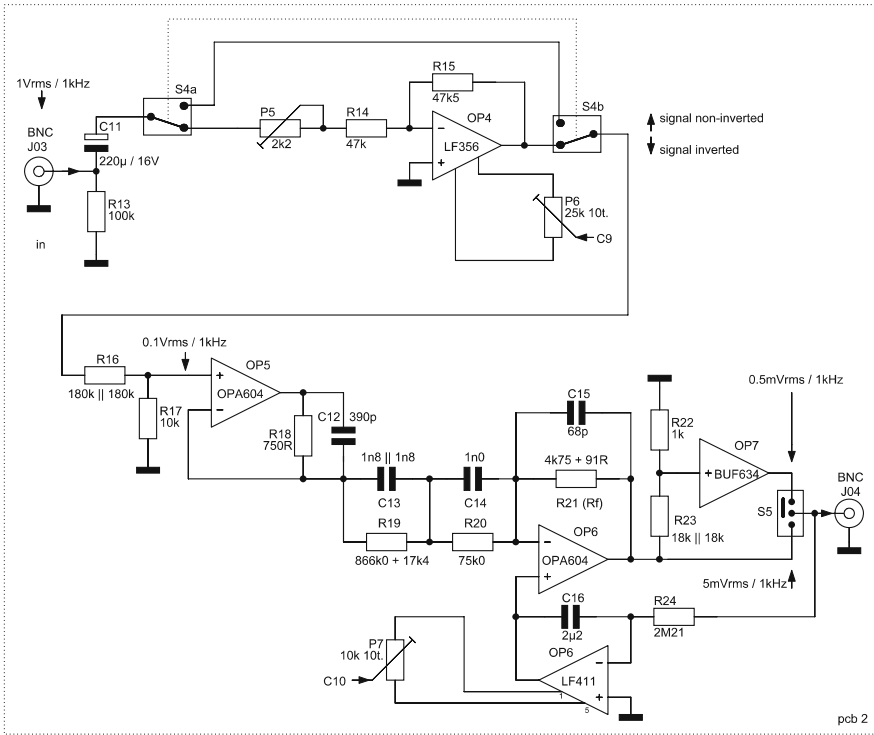 1Vrms / 1kHz
BNC
J03
in
C11
220µ / 16V
R13
100k
S4a
P5
2k2
R14
47k
R15
47k5
OP4
LF356
P6
25k 10t.
C9
S4b
signal non-inverted
signal inverted
0.1Vrms / 1kHz
R16
180k || 180k
R17
10k
OP5
OPA604
R18
750R
C12
390p
1n8 || 1n8
C13
R19
866k0 + 17k4
1n0
C14
R20
75k0
C15
68p
4k75 + 91R
R21 (Rf)
OP6
OPA604
R22
1k
R23
18k || 18k
OP7
BUF634
0.5mVrms / 1kHz
S5
5mVrms / 1kHz
BNC
J04
C16
2µ2
R24
2M21
OP6
LF411
1
5
P7
10k 10t.
C10
pcb 2